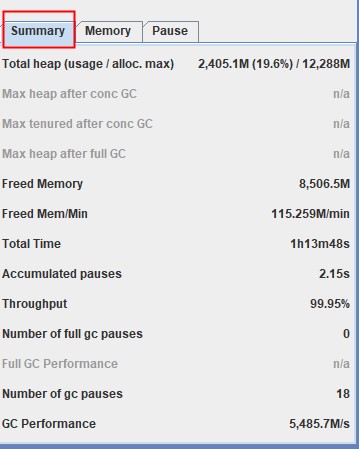 Summary Memory Pause
Total heap (usage / alloc. max) 2,405.1M (19.6%) / 12,288M
Max heap after conc GC n/a
Max tenured after conc GC n/a
Max heap after full GC n/a
Freed Memory 8,506.5M
Freed Mem/Min 115.259M/min
Total Time 1h13m48s
Accumulated pauses 2.15s
Throughput 99.95%
Number of full gc pauses 0
Full GC Performance n/a
Number of gc pauses 18
GC Performance 5,485.7M/s